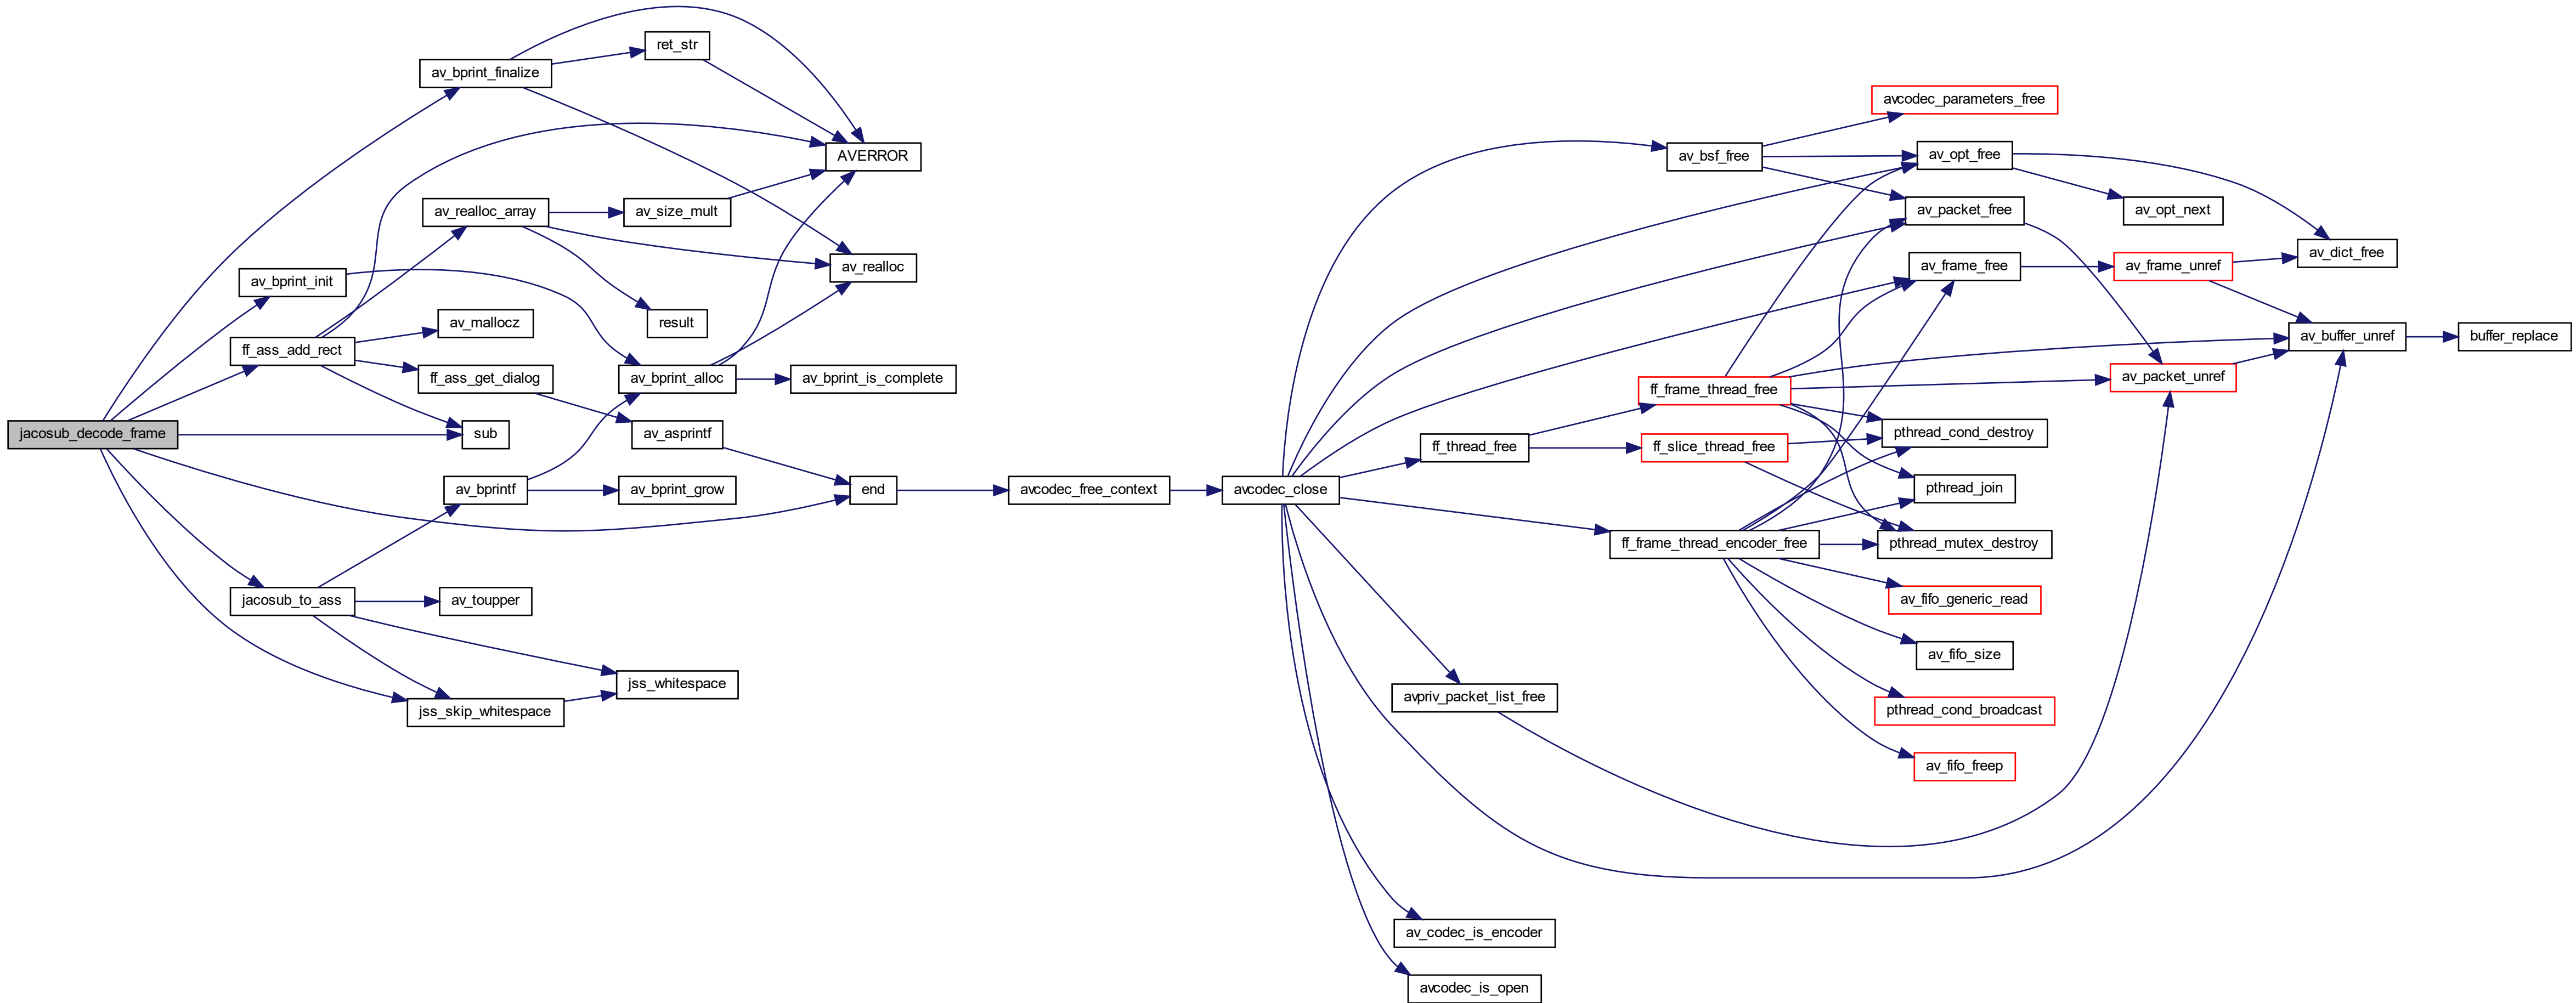 jacosub_decode_frame
av_bprint_finalize
av_bprint_init
ff_ass_add_rect
jacosub_to_ass
ret_str
av_realloc_array
av_mallocz
ff_ass_get_dialog
sub
av_bprintf
av_toupper
jss_skip_whitespace
av_size_mult
result
av_bprint_alloc
av_asprintf
av_bprint_grow
jss_whitespace
AVERROR
av_realloc
av_bprint_is_complete
end
avcodec_free_context
avcodec_close
ff_thread_free
avpriv_packet_list_free
av_codec_is_encoder
avcodec_is_open
av_bsf_free
ff_frame_thread_free
ff_slice_thread_free
ff_frame_thread_encoder_free
avcodec_parameters_free
av_opt_free
av_packet_free
av_frame_free
pthread_cond_destroy
pthread_join
pthread_mutex_destroy
av_fifo_generic_read
av_fifo_size
pthread_cond_broadcast
av_fifo_freep
av_opt_next
av_frame_unref
av_packet_unref
av_dict_free
av_buffer_unref
buffer_replace